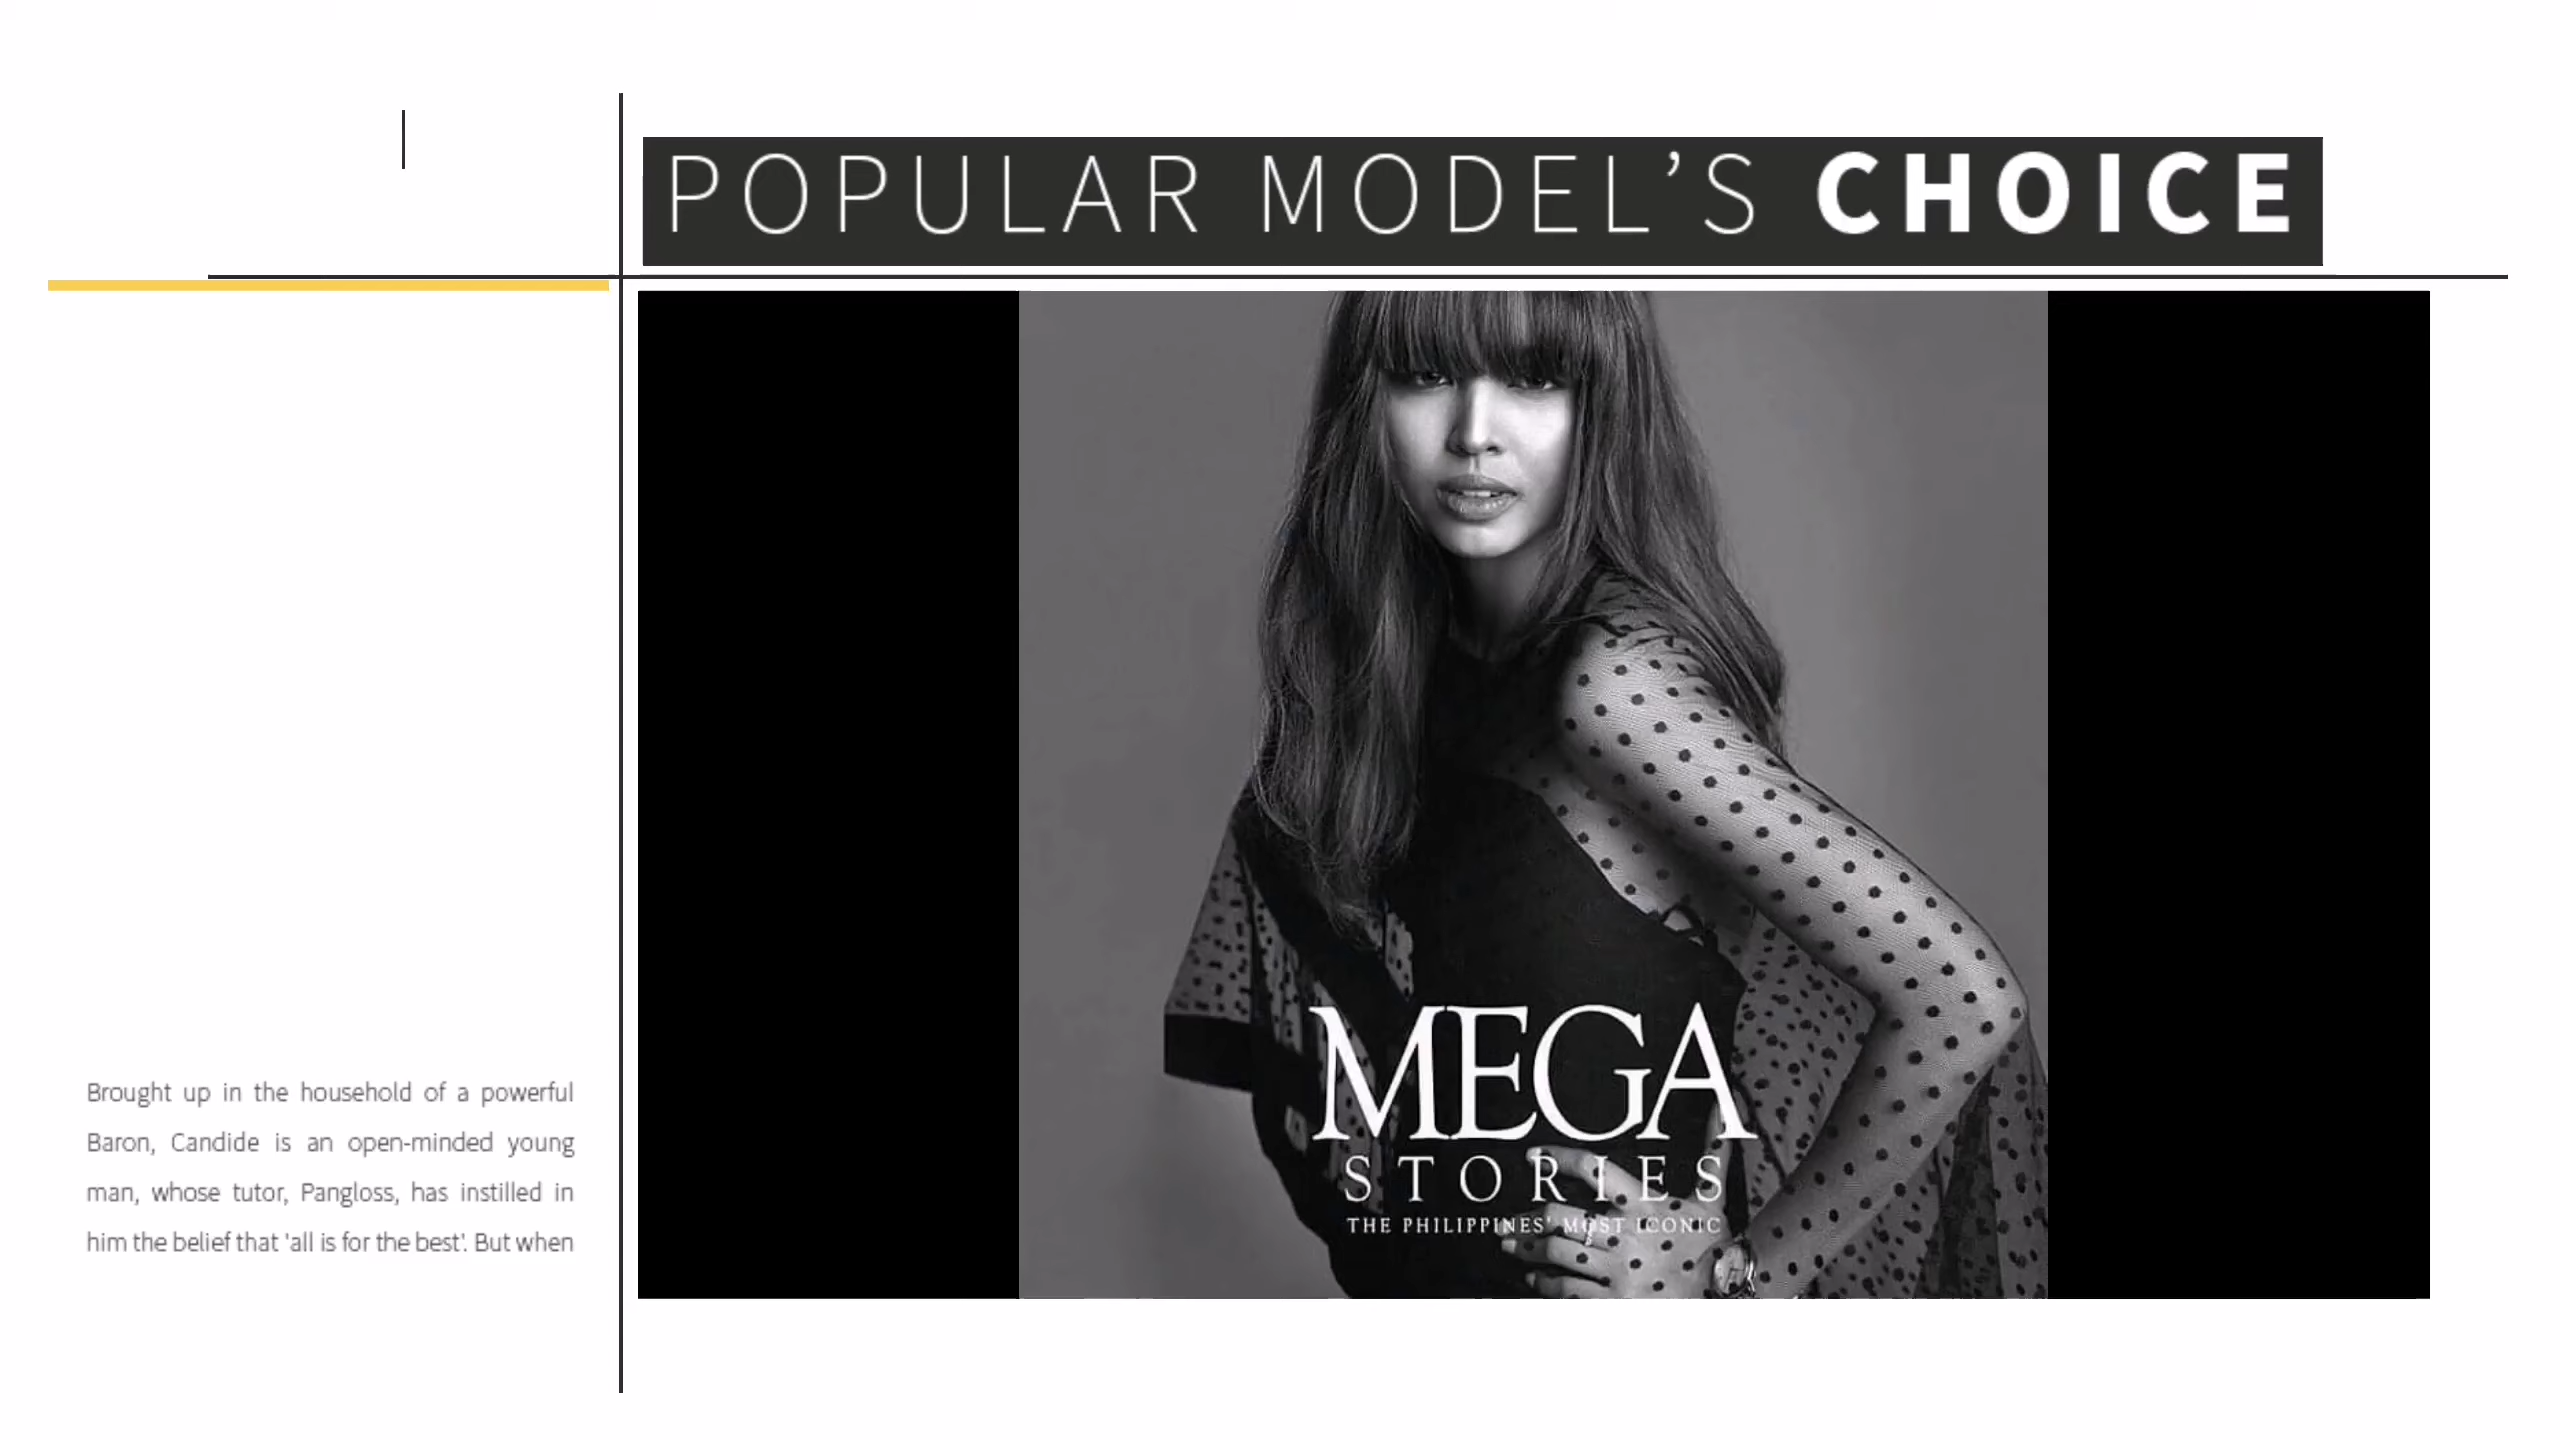 POPULAR MODEL’S CHOICE
Brought up in the household of a powerful
Baron, Candide is an open-minded young
man, whose tutor, Pangloss, has instilled in
him the belief that 'all is for the best'. But when
MEGA
STORIES
THE PHILIPPINES' MOST ICONIC